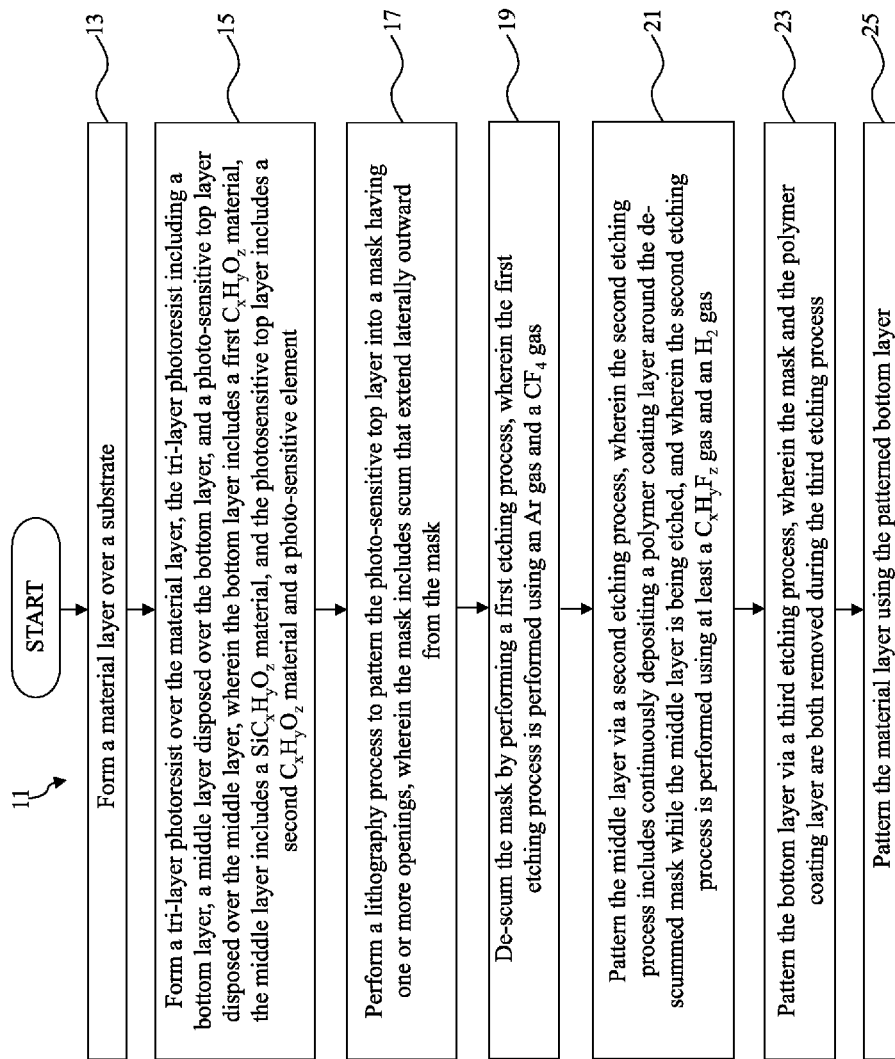 11
START
Form a material layer over a substrate
13
Form a tri-layer photoresist over the material layer, the tri-layer photoresist including a
bottom layer, a middle layer disposed over the bottom layer, and a photo-sensitive top layer
disposed over the middle layer, wherein the bottom layer includes a first CxHyOz material,
the middle layer includes a SiCxHyOz material, and the photosensitive top layer includes a
second CxHyOz material and a photo-sensitive element
15
Perform a lithography process to pattern the photo-sensitive top layer into a mask having
one or more openings, wherein the mask includes scum that extend laterally outward
from the mask
17
De-scum the mask by performing a first etching process, wherein the first
etching process is performed using an Ar gas and a CF4 gas
19
Pattern the middle layer via a second etching process, wherein the second etching
process includes continuously depositing a polymer coating layer around the de-
scummed mask while the middle layer is being etched, and wherein the second etching
process is performed using at least a CxHyFz gas and an H2 gas
21
Pattern the bottom layer via a third etching process, wherein the mask and the polymer
coating layer are both removed during the third etching process
23
Pattern the material layer using the patterned bottom layer
25